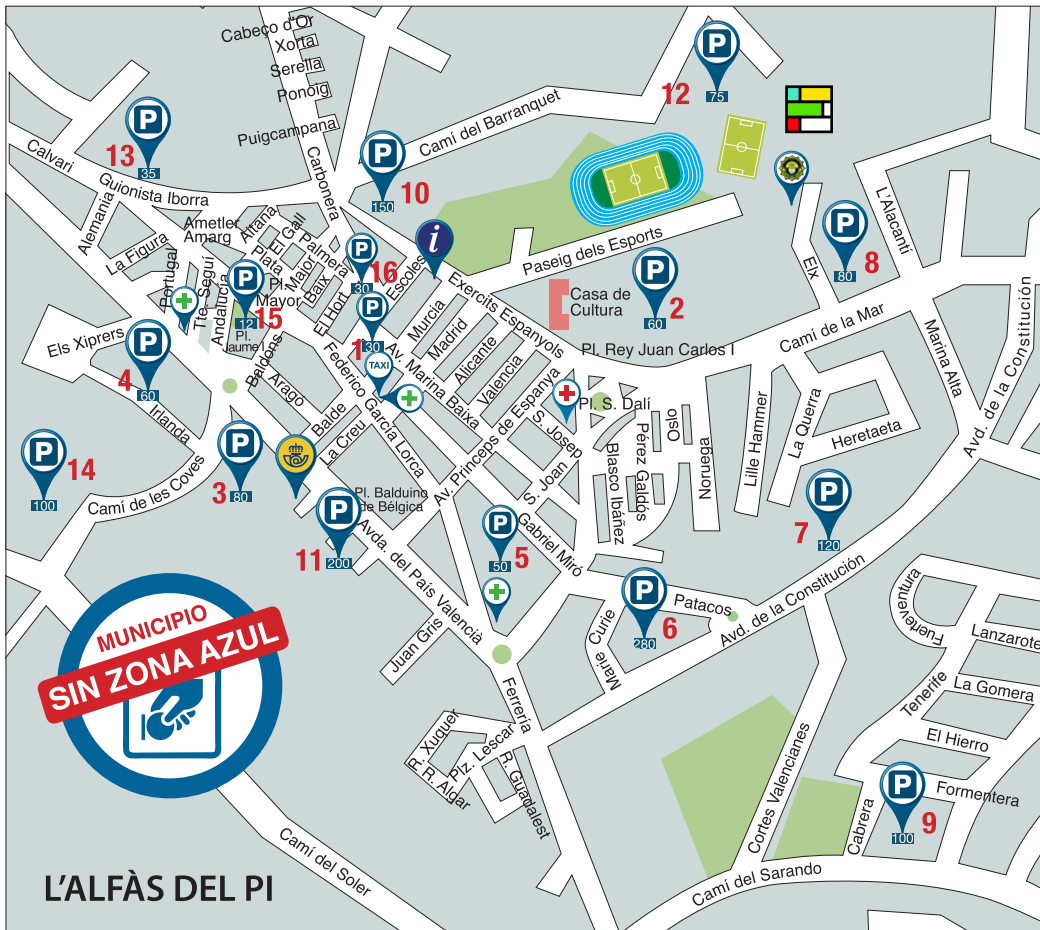 Cabeço d'Or
Xorta
Serella
Ponoig
Puigcampana
Carbonera
Camí del Barranquet
P
75
12
P
35
13
Calvari
Guionista Iborra
P
150
10
Alemania
La Figura
Ametler
Amarg
Aitana
El Gall
Plata
Palmeral
Major
Baix
El Hort
Portugal
Tte. Seguí
Andalucía
P
12
15
Pl.
Mayor
Pl.
Jaume I
P
30
16
Escoles
i
P
30
1
TAXI
Paseig dels Esports
Exercits Espanyols
Casa de
Cultura
P
60
2
Pl. Rey Juan Carlos I
Camí de la Mar
Eix
P
80
8
L'Alacantí
Marina Alta
Avd. de la Constitución
Els Xiprers
P
60
4
Irlanda
Baldons
Arago
Balde
La Creu
Federico García Lorca
Murcia
Madrid
Alicante
Valencia
Av. Marina Baixa
Av. Princeps de Espanya
S. Josep
S. Joan
Pl. S. Dalí
Blasco Ibáñez
Pérez Galdós
Oslo
Noruega
Lille Hammer
La Querra
Heretaeta
P
100
14
Camí de les Coves
P
80
3
Pl. Balduino
de Bélgica
P
200
11
Avda. del País Valencià
P
50
5
Gabriel Miró
P
120
7
Avd. de la Constitución
P
280
6
Patacos
Marie Curie
Juan Gris
Ferrería
Fuerteventura
Lanzarote
La Gomera
Tenerife
El Hierro
Formentera
P
100
9
Cabrera
Cortes Valencianes
Camí del Sarando
Xuquer
R. R. Algar
Plz. Lescar
R. Guadalest
MUNICIPIO
SIN ZONA AZUL
Camí del Soler
L'ALFÀS DEL PI